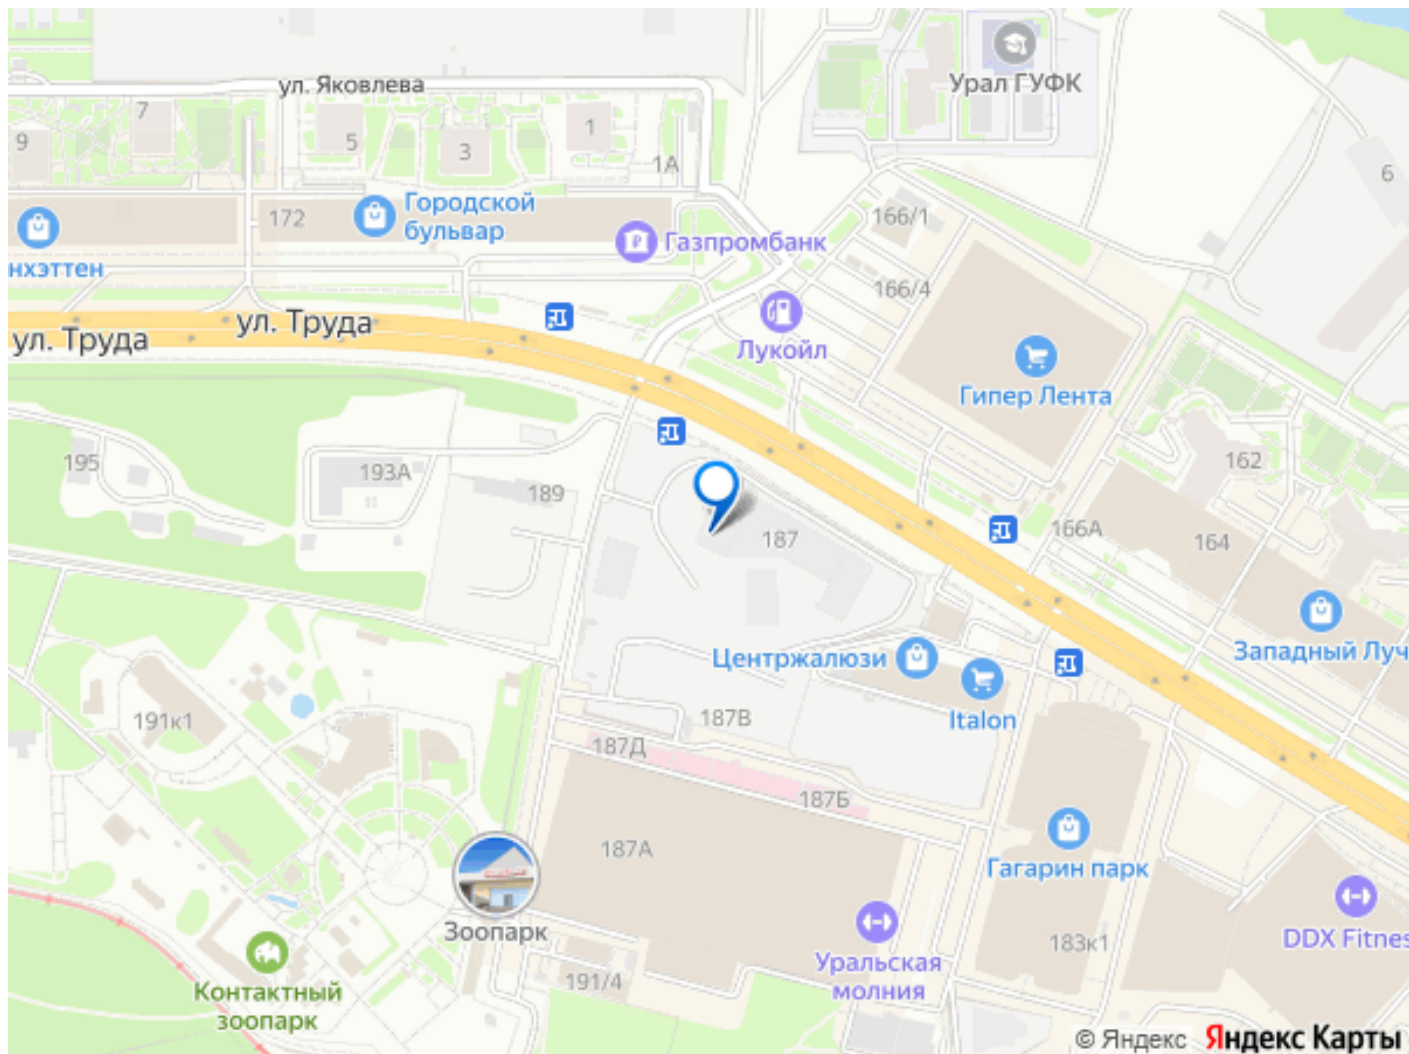 Урал ГУФК
ул. Яковлева
7
9
5
3
1
1А
6
172
Городской
бульвар
166/1
Газпромбанк
нхэттен
166/4
ул. Труда
ул. Труда
Лукойл
Гипер Лента
195
193А
189
162
187
166А
164
Центржалюзи
Западный Луч
191к1
187В
Italon
187Д
187Б
187А
Гагарин парк
Зоопарк
183к1
DDX Fitnes
Уральская
молния
191/4
Контактный
зоопарк
© Яндекс Яндекс Карты